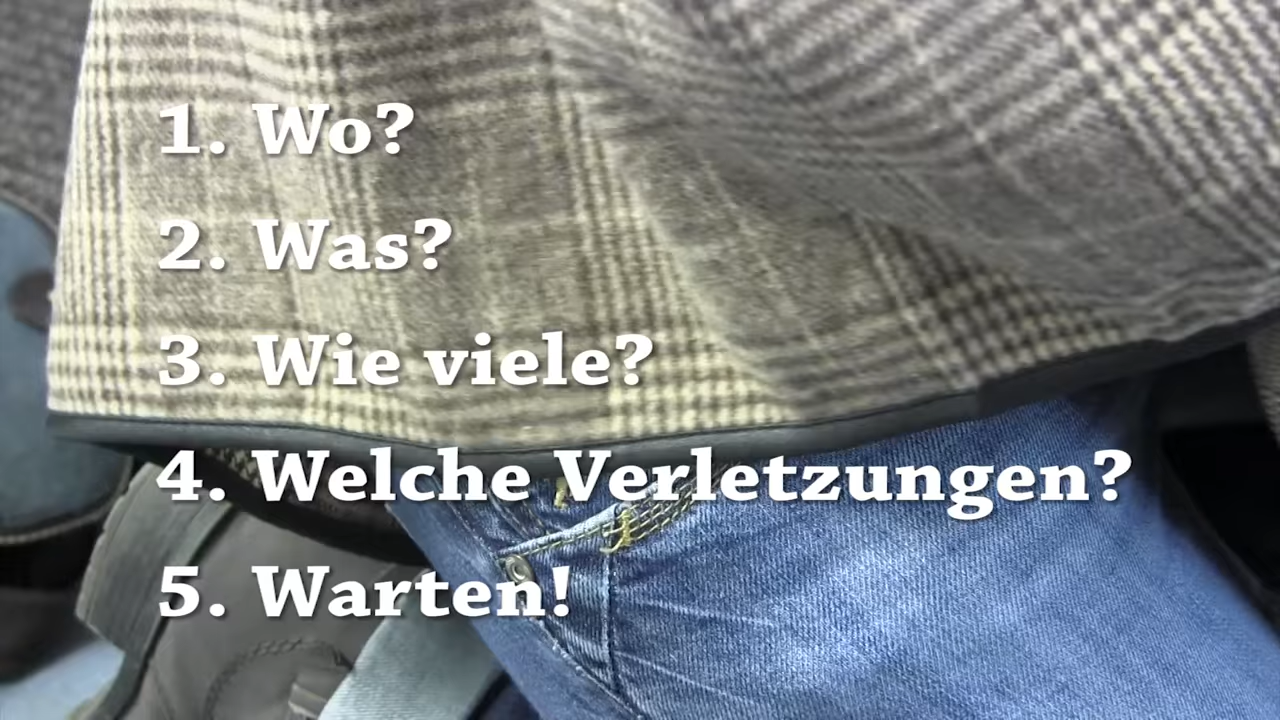 1. Wo?
2. Was?
3. Wie viele?
4. Welche Verletzungen?
5. Warten!